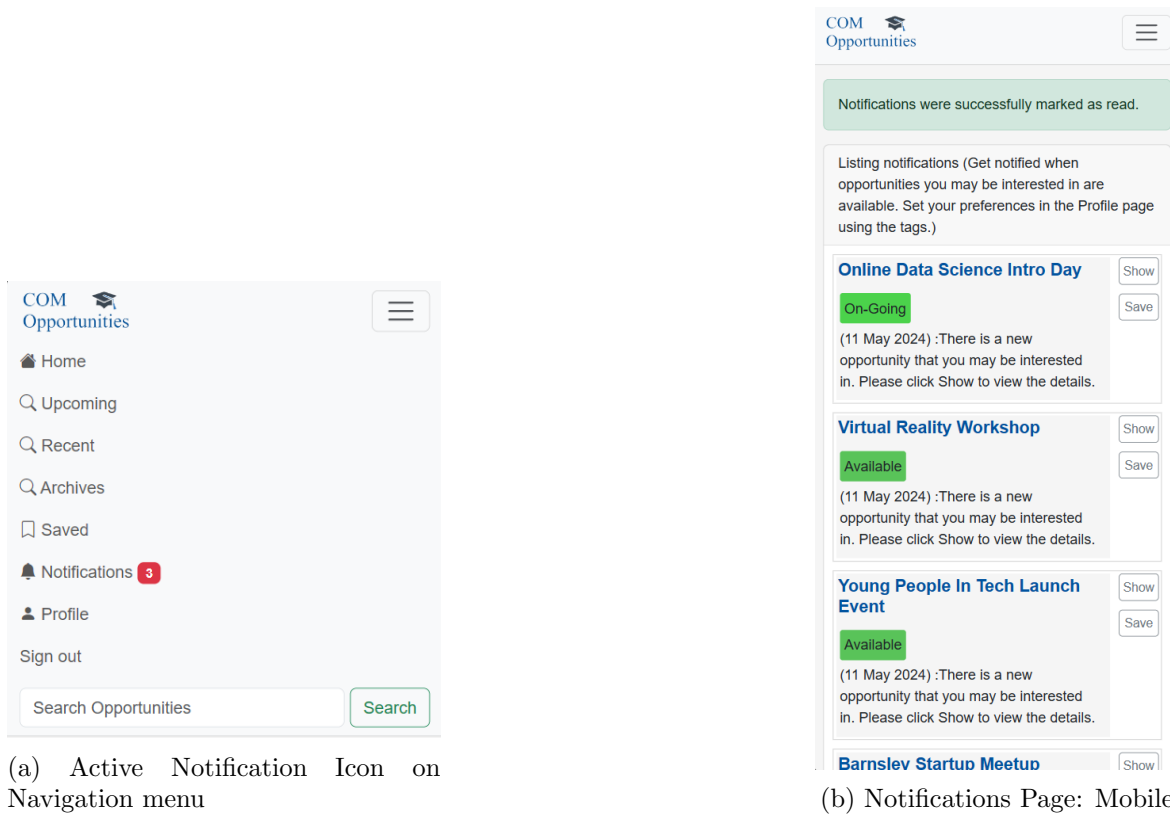 COM
Opportunities
Home
Upcoming
Recent
Archives
Saved
Notifications 3
Profile
Sign out
Search Opportunities Search
(a) Active Notification Icon on
Navigation menu
COM
Opportunities
Notifications were successfully marked as read.
Listing notifications (Get notified when
opportunities you may be interested in are
available. Set your preferences in the Profile page
using the tags.)
Online Data Science Intro Day Show
On-Going Save
(11 May 2024) :There is a new
opportunity that you may be interested
in. Please click Show to view the details.
Virtual Reality Workshop Show
Available Save
(11 May 2024) :There is a new
opportunity that you may be interested
in. Please click Show to view the details.
Young People In Tech Launch Show
Event
Save
Available
(11 May 2024) :There is a new
opportunity that you may be interested
in. Please click Show to view the details.
Barnsley Startup Meetup Show
(b) Notifications Page: Mobile